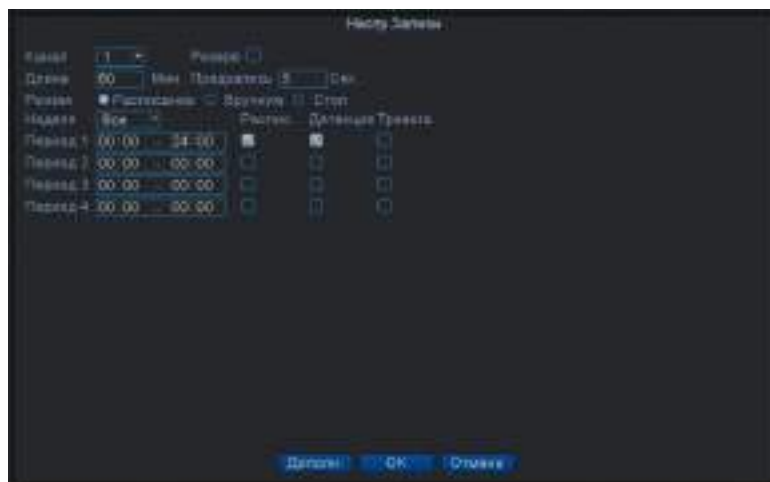 Настр. Записи
Канал 1 Резерв
Длина 60 Мин. Предзапись 5 Сек.
Режим Расписание Вручную Стоп
Неделя Все Распис. Детекция Тревога
Период 1 00:00 - 24:00
Период 2 00:00 - 00:00
Период 3 00:00 - 00:00
Период 4 00:00 - 00:00
Дополн. ОК Отмена